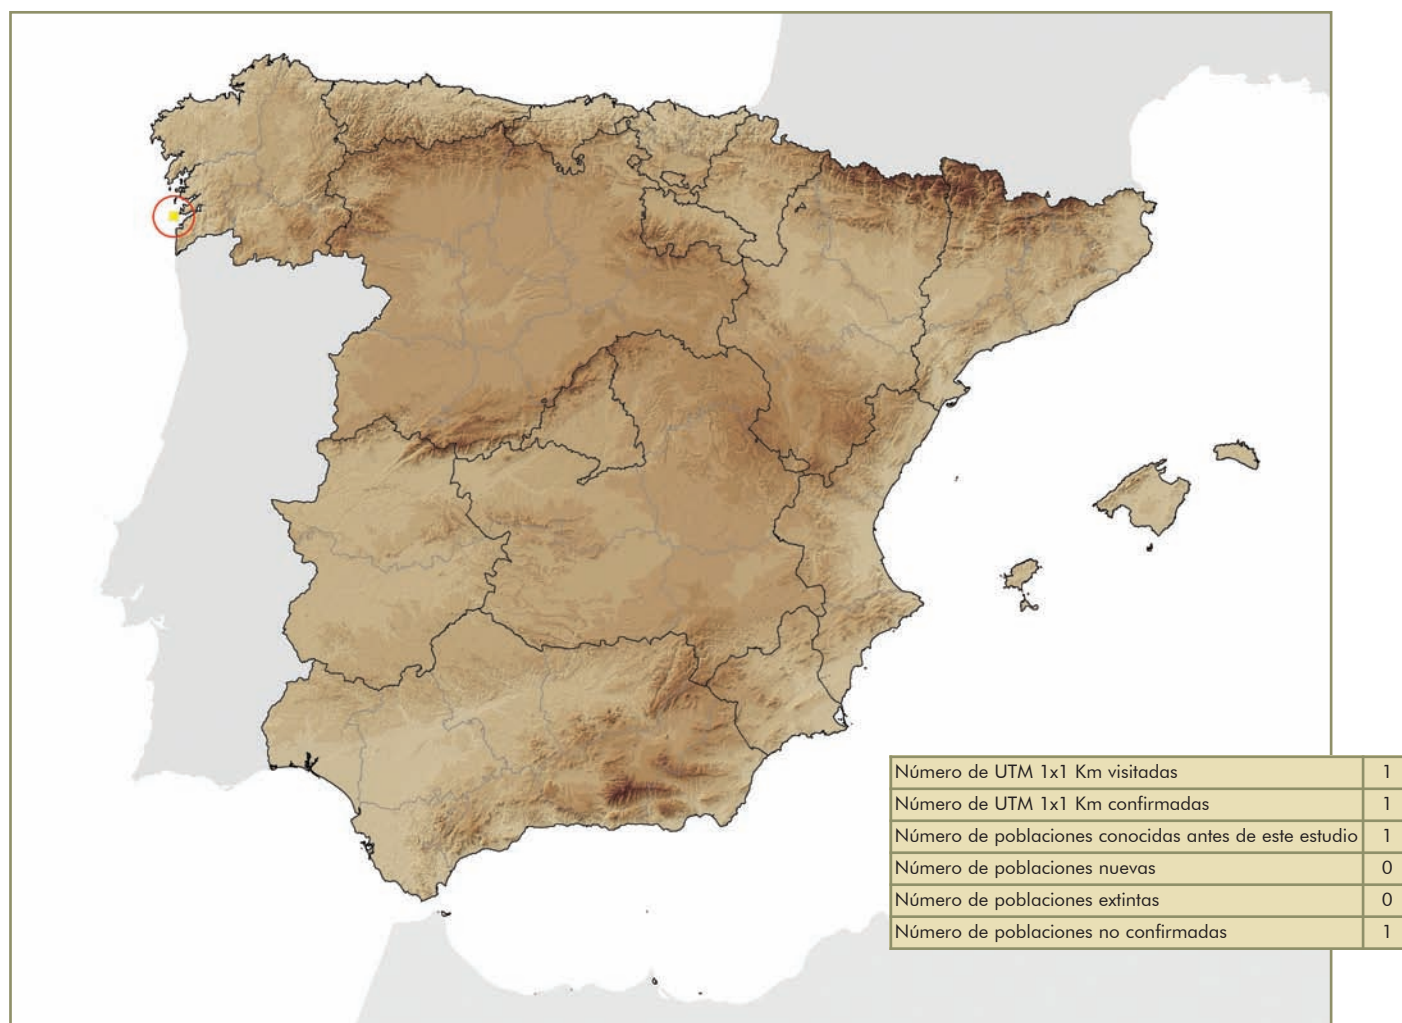 Número de UTM 1x1 Km visitadas 1
Número de UTM 1x1 Km confirmadas 1
Número de poblaciones conocidas antes de este estudio 1
Número de poblaciones nuevas 0
Número de poblaciones extintas 0
Número de poblaciones no confirmadas 1